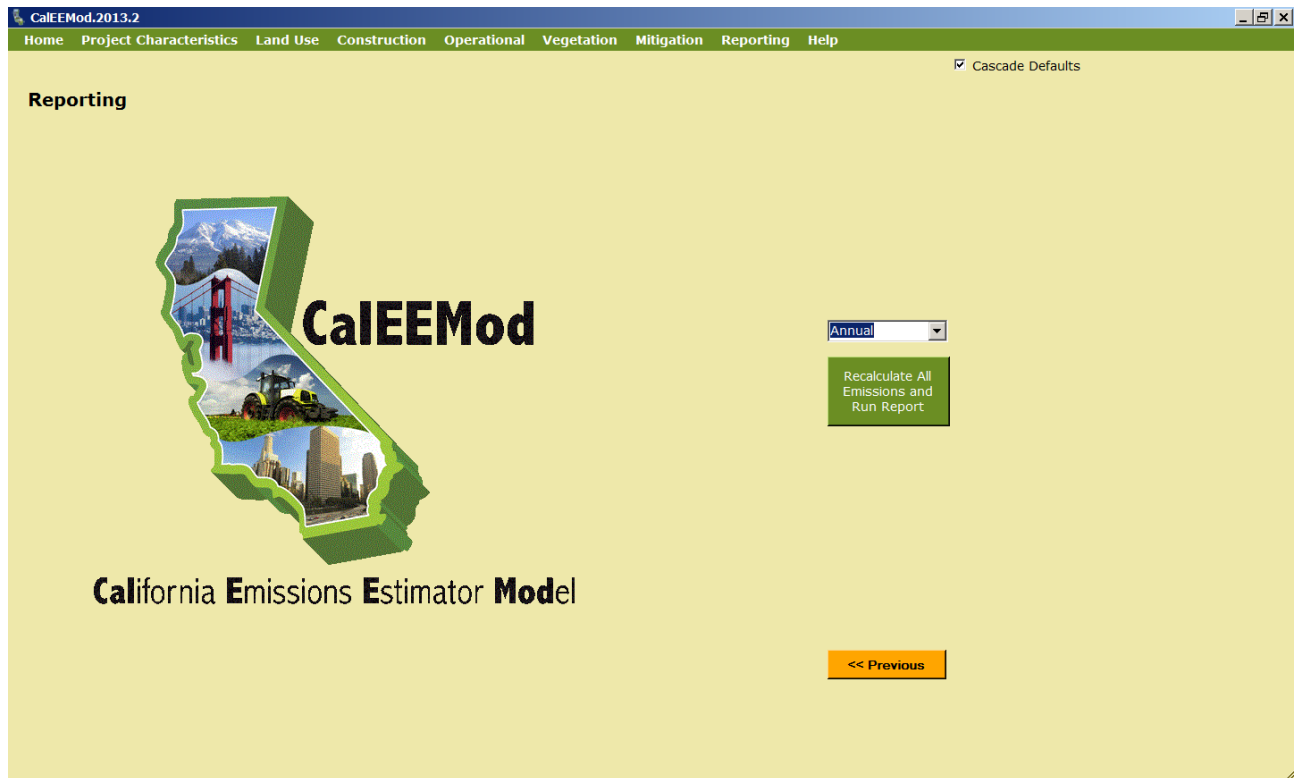 CalEEMod.2013.2
Home Project Characteristics Land Use Construction Operational Vegetation Mitigation Reporting Help
Cascade Defaults
Reporting
CalEEMod
Annual
Recalculate All
Emissions and
Run Report
California Emissions Estimator Model
<< Previous